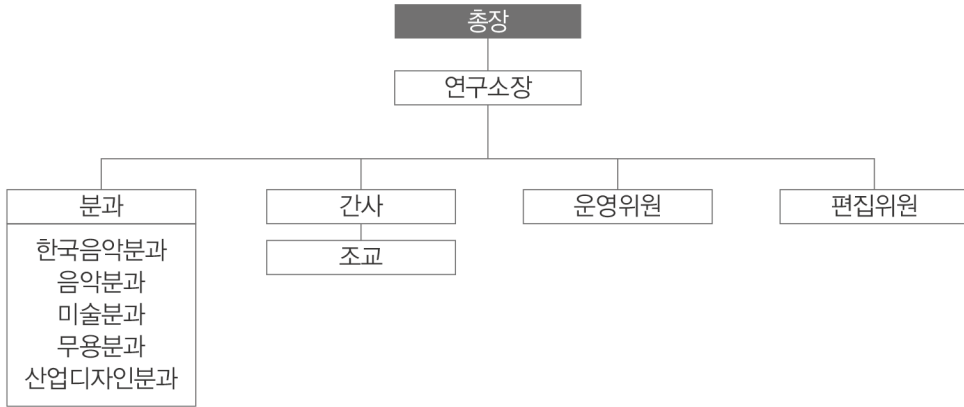 총장
연구소장
분과
간사
운영위원
편집위원
한국음악분과
음악분과
미술분과
무용분과
산업디자인분과
조교